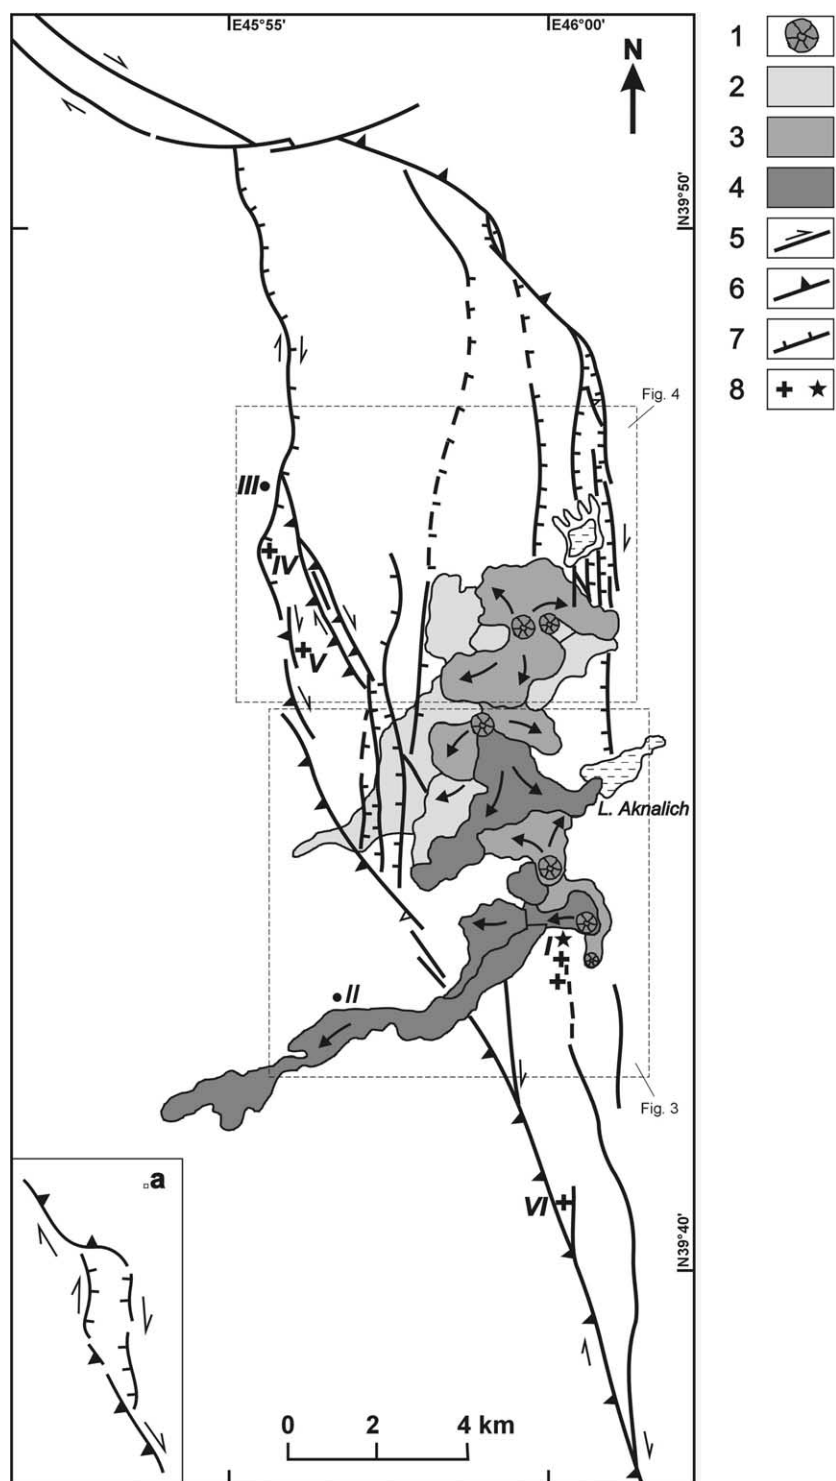 E45°55'
E46°00'
N
N39°50'
Fig. 4
III
IV
V
L. Aknalich
I
II
Fig. 3
VI
N39°40'
a
0 2 4 km
1
2
3
4
5
6
7
8